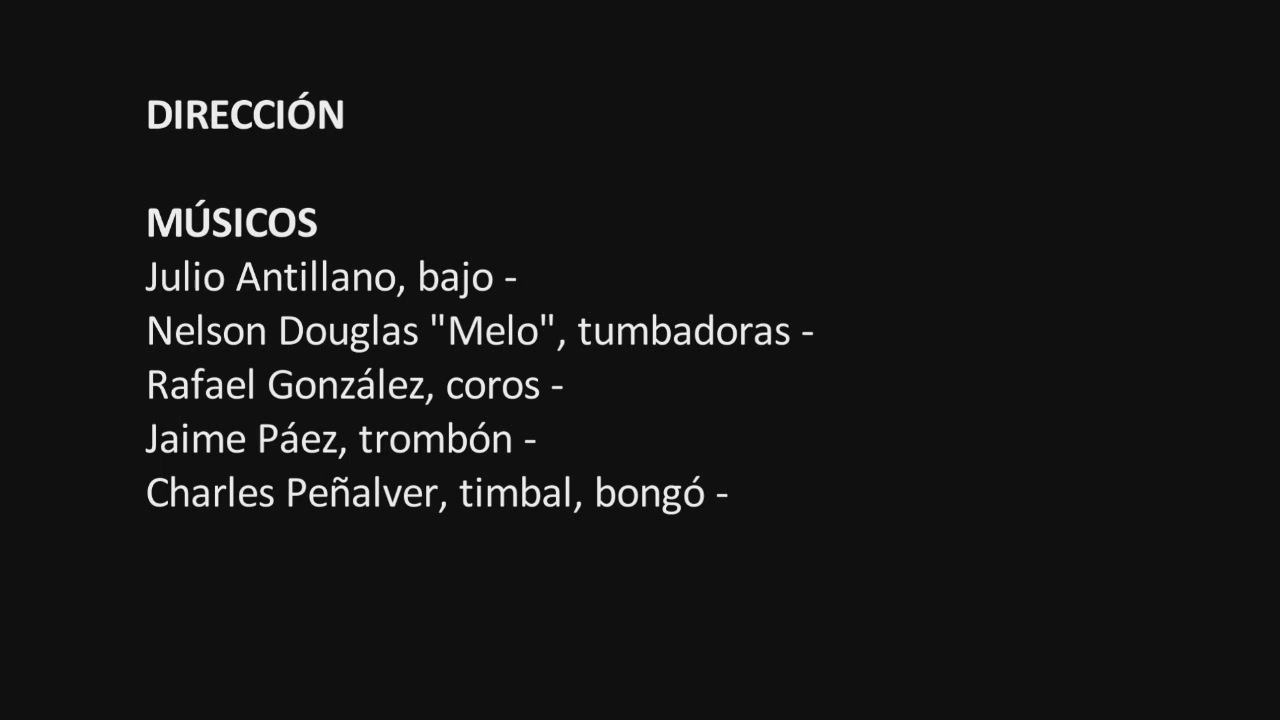 DIRECCIÓN
MÚSICOS
Julio Antillano, bajo -
Nelson Douglas "Melo", tumbadoras -
Rafael González, coros -
Jaime Páez, trombón -
Charles Peñalver, timbal, bongó -